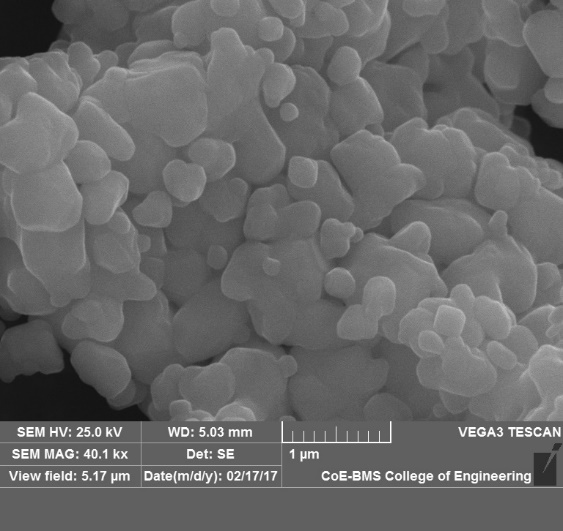 SEM HV: 25.0 kV WD: 5.03 mm VEGA3 TESCAN
SEM MAG: 40.1 kx Det: SE 1 µm
View field: 5.17 µm Date(m/d/y): 02/17/17 CoE-BMS College of Engineering